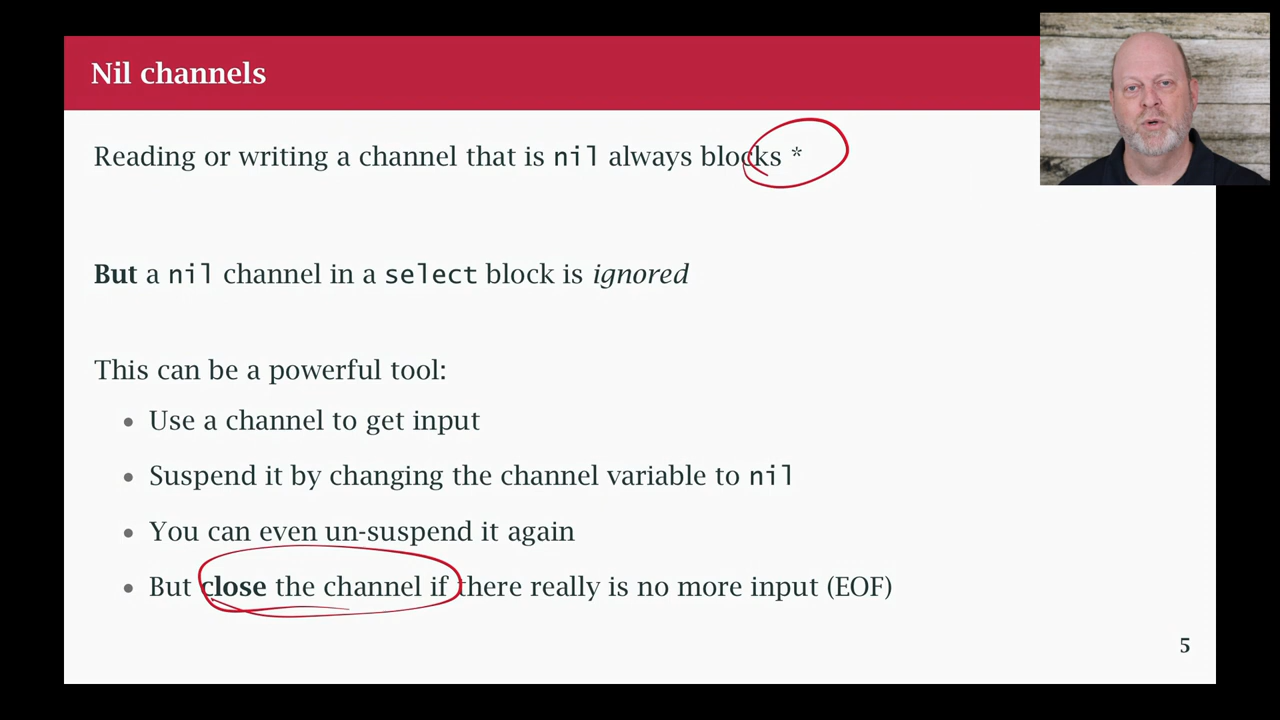 Nil channels
Reading or writing a channel that is nil always blocks *
But a nil channel in a select block is ignored
This can be a powerful tool:
• Use a channel to get input
• Suspend it by changing the channel variable to nil
• You can even un-suspend it again
• But close the channel if there really is no more input (EOF)
5